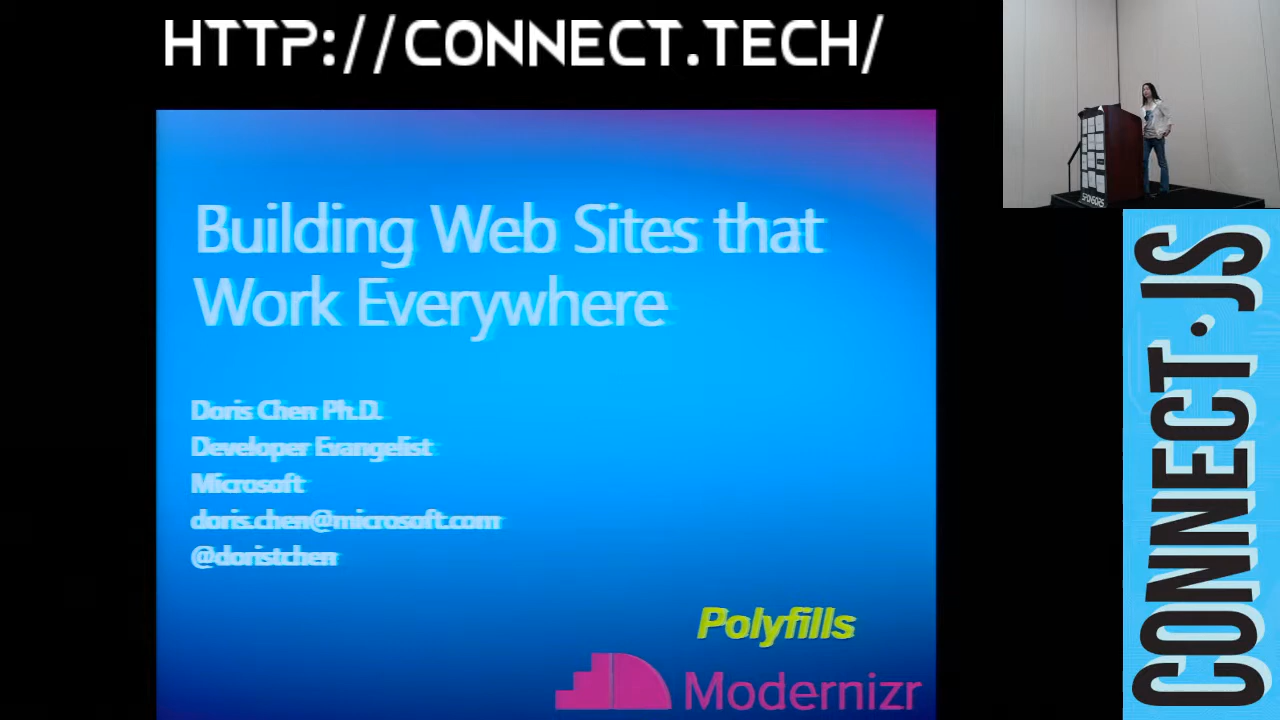 HTTP://CONNECT.TECH/
Building Web Sites that
Work Everywhere
Doris Chen Ph.D.
Developer Evangelist
Microsoft
doris.chen@microsoft.com
@doristchen
Polyfills
Modernizr
CONNECT·JS
SPONSORS